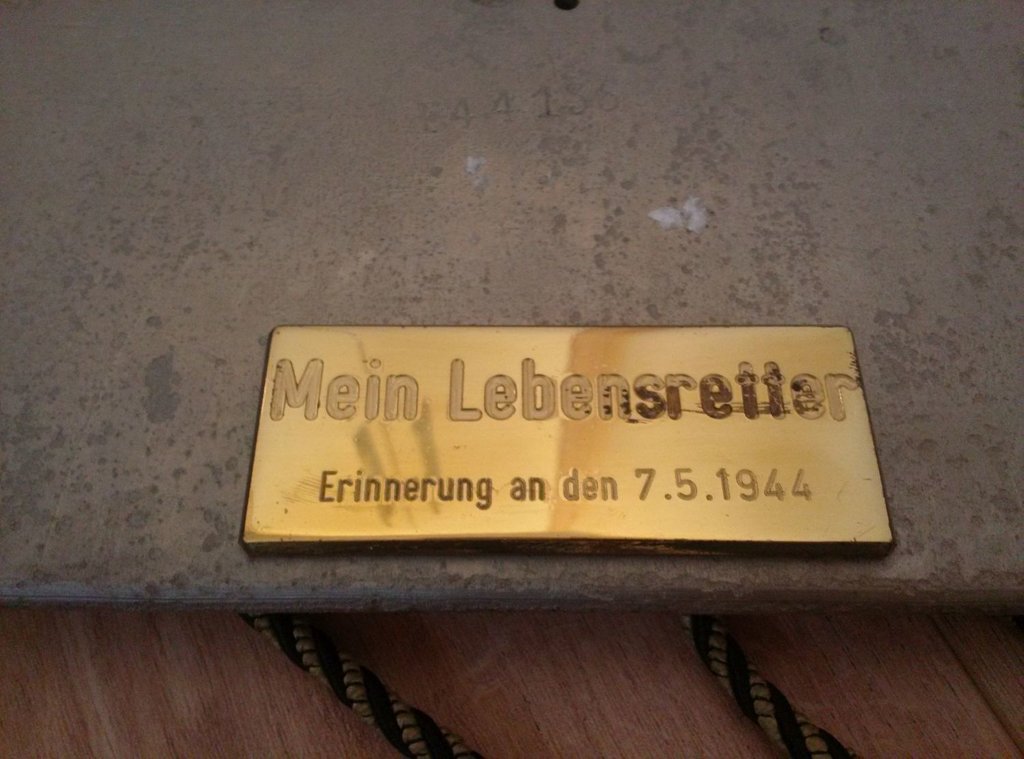 Mein Lebensretter
Erinnerung an den 7.5.1944